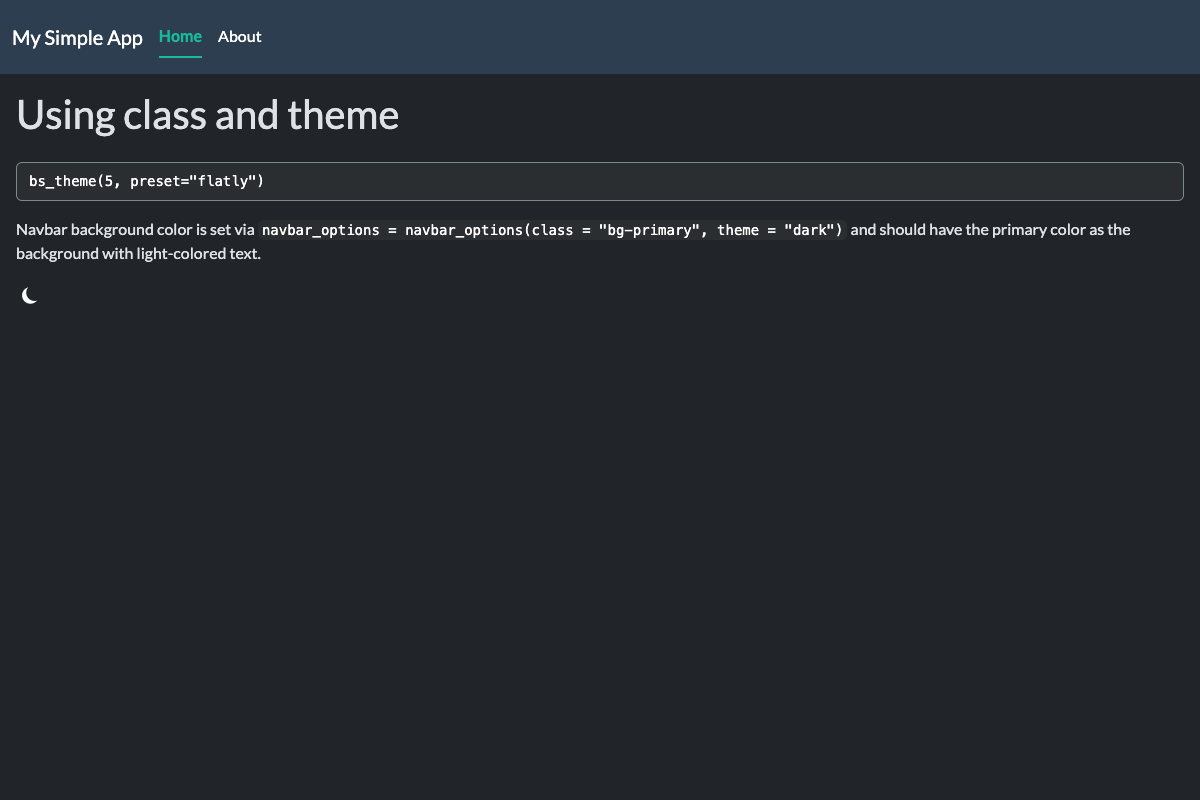 My Simple App Home About
Using class and theme
bs_theme(5, preset="flatly")
Navbar background color is set via navbar_options = navbar_options(class = "bg-primary", theme = "dark") and should have the primary color as the
background with light-colored text.